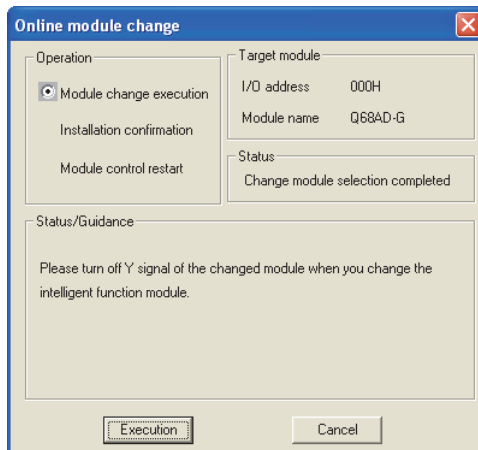 Online module change
Operation
Module change execution
Installation confirmation
Module control restart
Target module
I/O address 000H
Module name Q68AD-G
Status
Change module selection completed
Status/Guidance
Please turn off Y signal of the changed module when you change the
intelligent function module.
Execution
Cancel